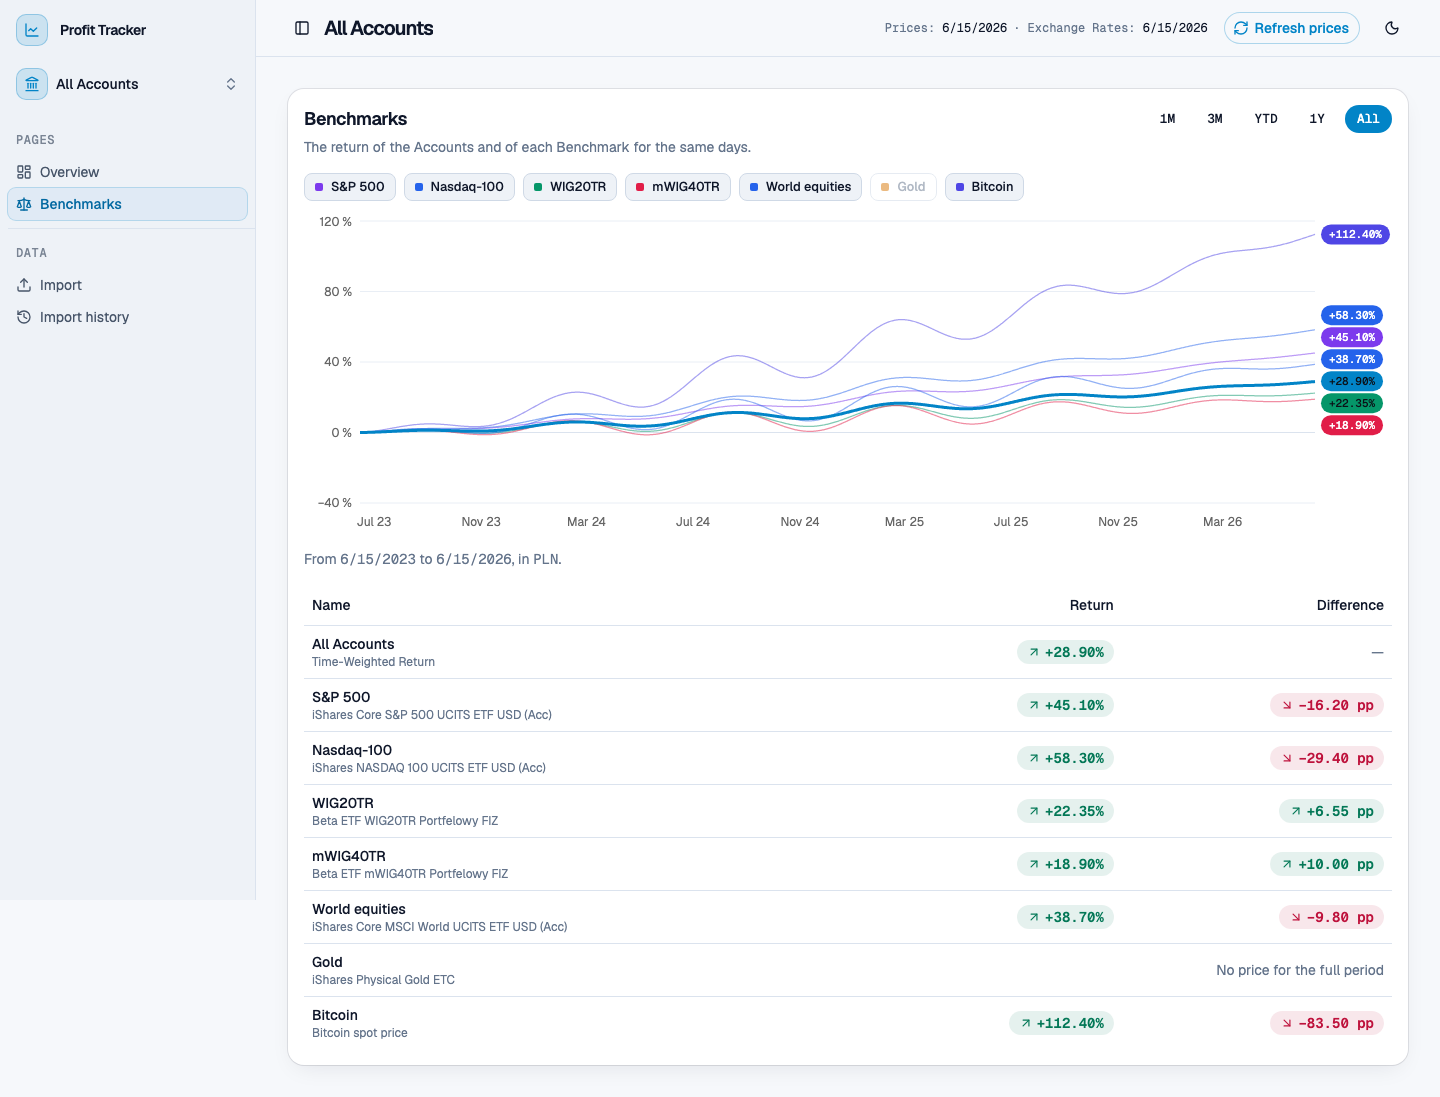 Profit Tracker
All Accounts
PAGES
Overview
Benchmarks
DATA
Import
Import history
All Accounts
Prices: 6/15/2026 · Exchange Rates: 6/15/2026
Refresh prices
Benchmarks
1M 3M YTD 1Y All
The return of the Accounts and of each Benchmark for the same days.
S&P 500 Nasdaq-100 WIG20TR mWIG40TR World equities Gold Bitcoin
120 %
80 %
40 %
0 %
−40 %
+112.40%
+58.30%
+45.10%
+38.70%
+28.90%
+22.35%
+18.90%
Jul 23 Nov 23 Mar 24 Jul 24 Nov 24 Mar 25 Jul 25 Nov 25 Mar 26
From 6/15/2023 to 6/15/2026, in PLN.
Name Return Difference
All Accounts
Time-Weighted Return
+28.90% —
S&P 500
iShares Core S&P 500 UCITS ETF USD (Acc)
+45.10% −16.20 pp
Nasdaq-100
iShares NASDAQ 100 UCITS ETF USD (Acc)
+58.30% −29.40 pp
WIG20TR
Beta ETF WIG20TR Portfelowy FIZ
+22.35% +6.55 pp
mWIG40TR
Beta ETF mWIG40TR Portfelowy FIZ
+18.90% +10.00 pp
World equities
iShares Core MSCI World UCITS ETF USD (Acc)
+38.70% −9.80 pp
Gold
iShares Physical Gold ETC
No price for the full period
Bitcoin
Bitcoin spot price
+112.40% −83.50 pp